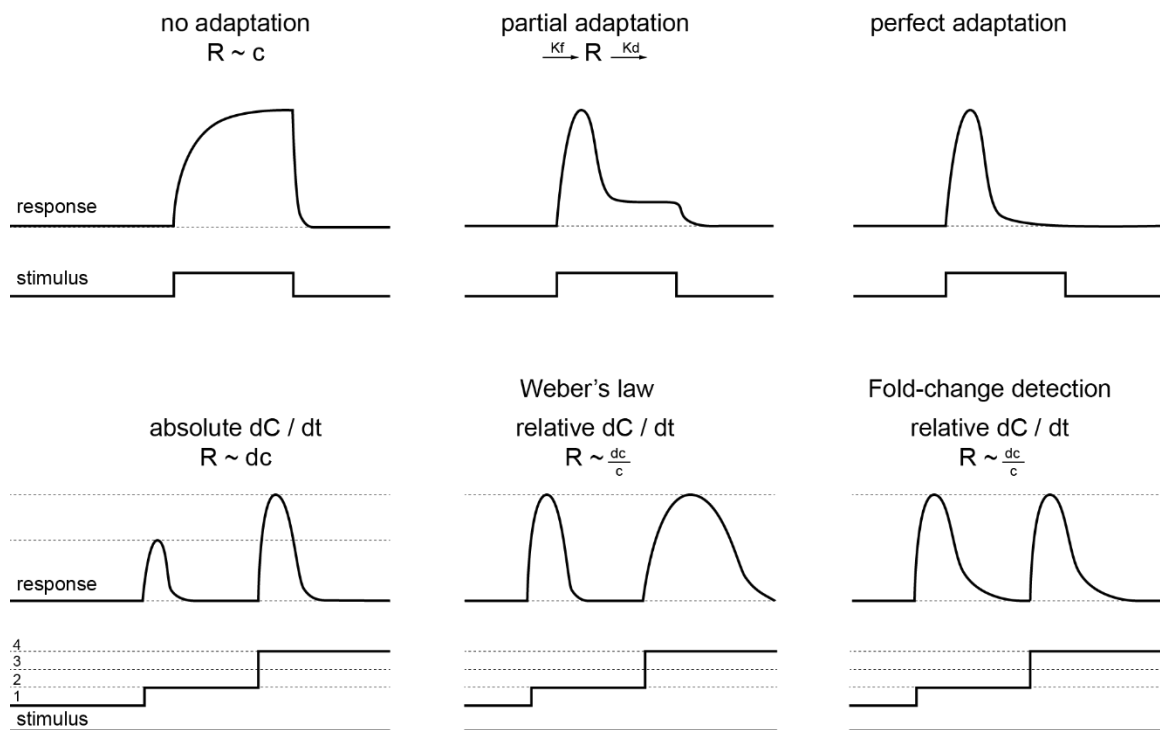 no adaptation
R ~ c
partial adaptation
Kf R Kd
perfect adaptation
response
stimulus
absolute dC / dt
R ~ dc
Weber’s law
relative dC / dt
R ~ dc/c
Fold-change detection
relative dC / dt
R ~ dc/c
response
4
3
2
1
stimulus